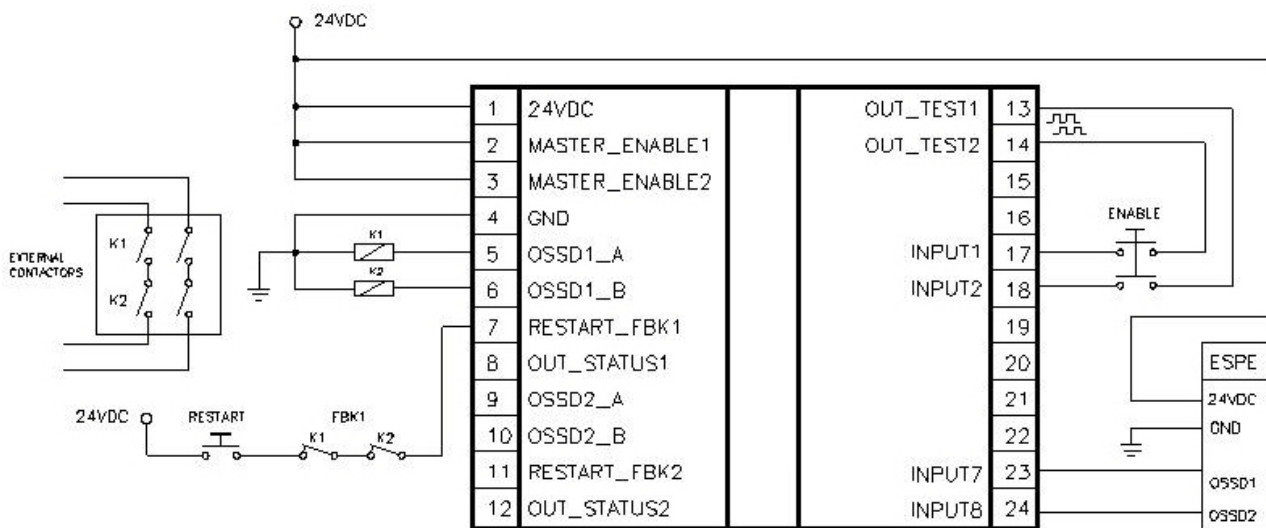 24VDC
1 24VDC OUT_TEST1 13
2 MASTER_ENABLE1 OUT_TEST2 14
3 MASTER_ENABLE2 15
4 GND 16
5 OSSD1_A INPUT1 17
6 OSSD1_B INPUT2 18
7 RESTART_FBK1 19
8 OUT_STATUS1 20
9 OSSD2_A 21
10 OSSD2_B 22
11 RESTART_FBK2 INPUT7 23
12 OUT_STATUS2 INPUT8 24
K1
K2
EXTERNAL
CONTACTORS
K1
K2
24VDC RESTART FBK1
K1 K2
ENABLE
ESPE
24VDC
GND
OSSD1
OSSD2